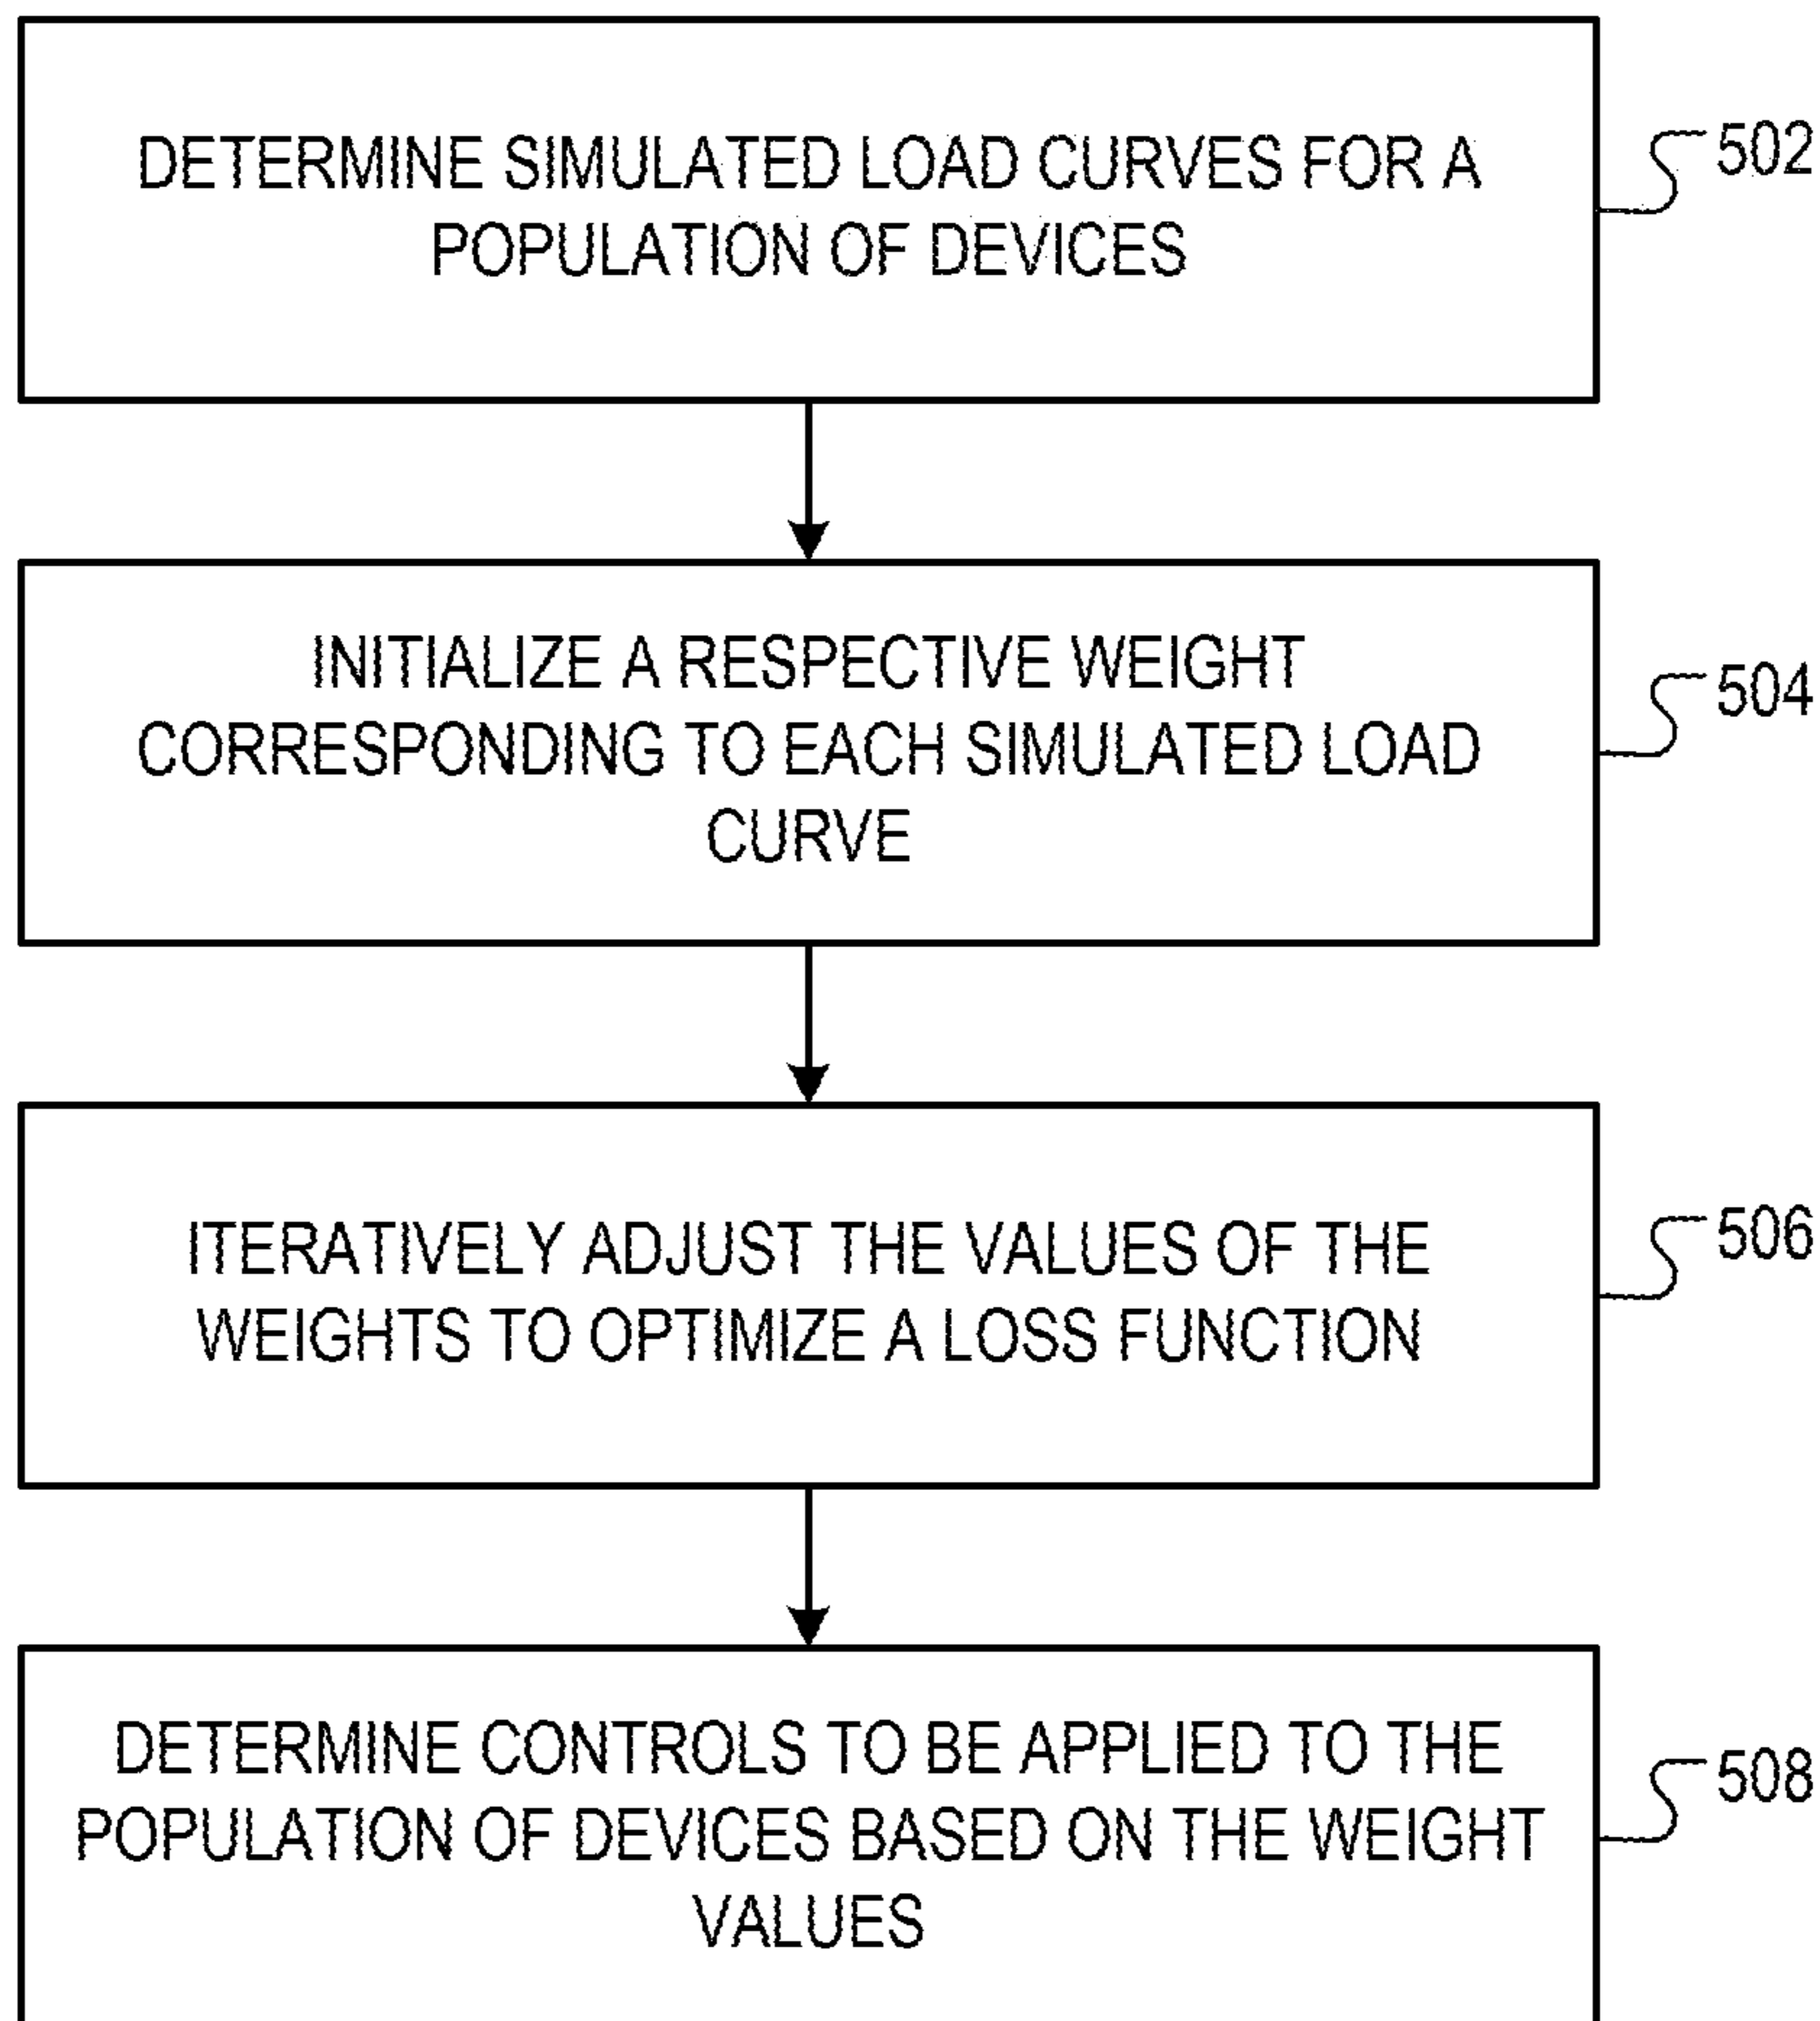 DETERMINE SIMULATED LOAD CURVES FOR A
POPULATION OF DEVICES
502
INITIALIZE A RESPECTIVE WEIGHT
CORRESPONDING TO EACH SIMULATED LOAD
CURVE
504
ITERATIVELY ADJUST THE VALUES OF THE
WEIGHTS TO OPTIMIZE A LOSS FUNCTION
506
DETERMINE CONTROLS TO BE APPLIED TO THE
POPULATION OF DEVICES BASED ON THE WEIGHT
VALUES
508